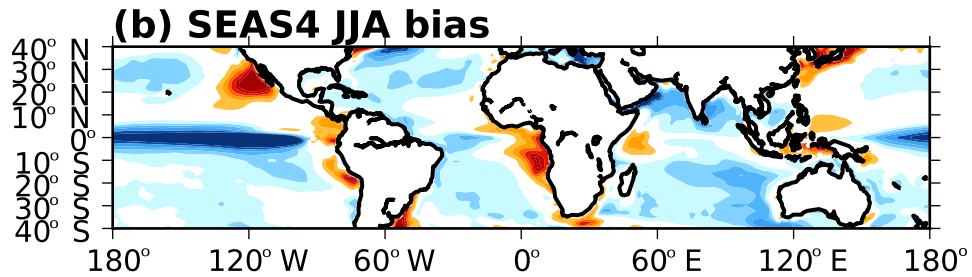 (b) SEAS4 JJA bias
40° N
30° N
20° N
10° N
0°
10° S
20° S
30° S
40° S
180° 120° W 60° W 0° 60° E 120° E 180°